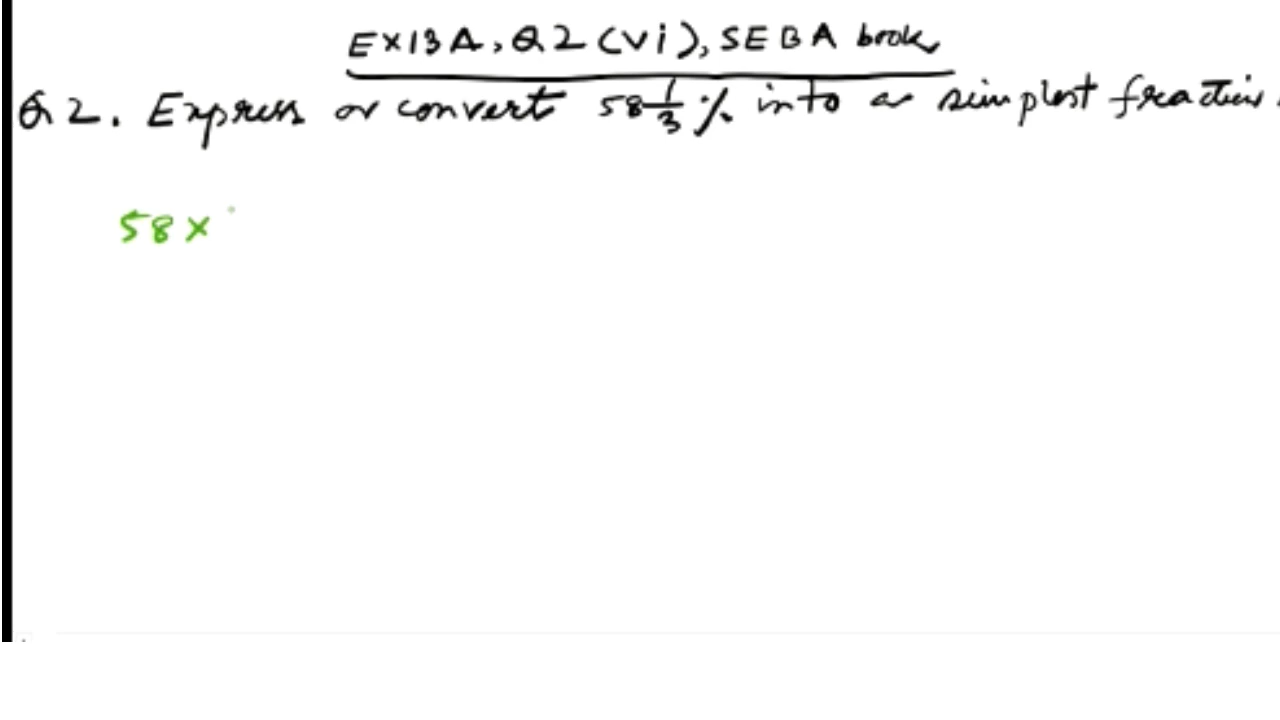 EX13A, Q2(vi), SEBA book
Q2. Express or convert 58 1/3 % into a simplest fraction.
58×